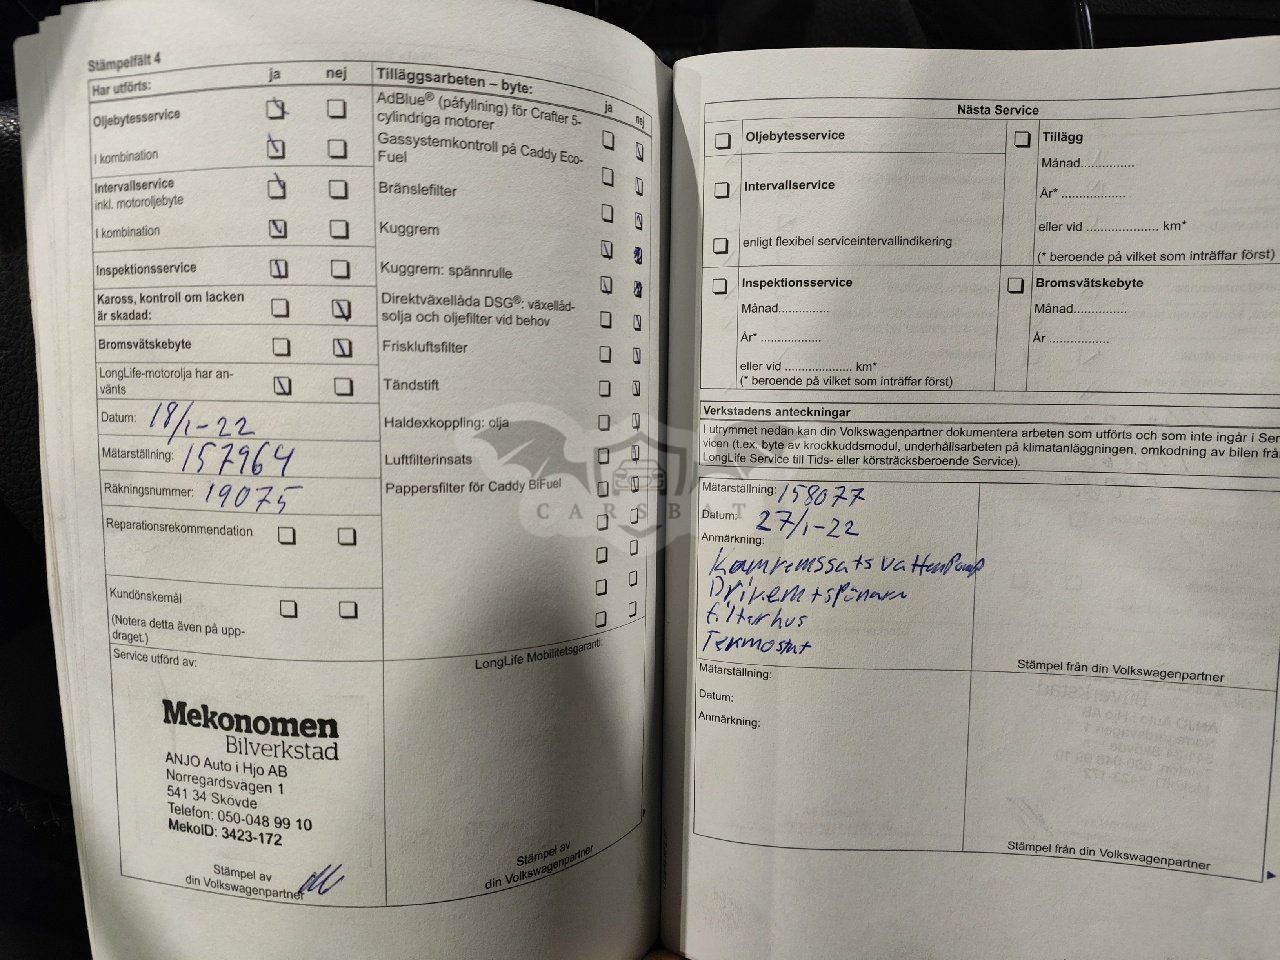 Stämpelfält 4
Har utförts: ja nej
Oljebytesservice
I kombination
Intervallservice
inkl. motoroljebyte
I kombination
Inspektionsservice
Kaross, kontroll om lacken
är skadad:
Bromsvätskebyte
LongLife-motorolja har an-
vänts
Datum: 18/1-22
Mätarställning: 157964
Räkningsnummer: 19075
Reparationsrekommendation
Kundönskemål
(Notera detta även på upp-
draget.)
Service utförd av:
Mekonomen
Bilverkstad
ANJO Auto i Hjo AB
Norregardsvägen 1
541 34 Skövde
Telefon: 050-048 99 10
MekoID: 3423-172
Stämpel av
din Volkswagenpartner
Tilläggsarbeten – byte: ja nej
AdBlue® (påfyllning) för Crafter 5-
cylindriga motorer
Gassystemkontroll på Caddy Eco-
Fuel
Bränslefilter
Kuggrem
Kuggrem: spännrulle
Direktväxellåda DSG®: växellåd-
solja och oljefilter vid behov
Friskluftsfilter
Tändstift
Haldexkoppling: olja
Luftfilterinsats
Pappersfilter för Caddy BiFuel
LongLife Mobilitetsgaranti:
Stämpel av
din Volkswagenpartner
CARSBAT
Nästa Service
Oljebytesservice
Intervallservice
enligt flexibel serviceintervallindikering
Tillägg
Månad...............
År* ..................
eller vid .................... km*
(* beroende på vilket som inträffar först)
Inspektionsservice
Månad..............
År* .................
eller vid ................... km*
(* beroende på vilket som inträffar först)
Bromsvätskebyte
Månad..............
År .................
Verkstadens anteckningar
I utrymmet nedan kan din Volkswagenpartner dokumentera arbeten som utförts och som inte ingår i Ser
vicen (t.ex. byte av krockkuddsmodul, underhållsarbeten på klimatanläggningen, omkodning av bilen frå
LongLife Service till Tids- eller körsträcksberoende Service).
Mätarställning: 158077
Datum: 27/1-22
Anmärkning:
Kamremssats vattenpump
Drivrem + spännare
filterhus
Termostat
Stämpel från din Volkswagenpartner
Mätarställning:
Datum:
Anmärkning:
Stämpel från din Volkswagenpartner